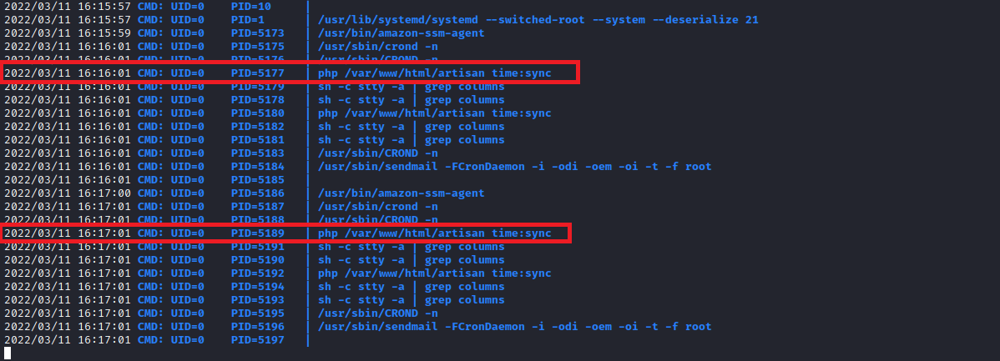 2022/03/11 16:15:57 CMD: UID=0    PID=10     |
2022/03/11 16:15:57 CMD: UID=0    PID=1      | /usr/lib/systemd/systemd --switched-root --system --deserialize 21
2022/03/11 16:15:59 CMD: UID=0    PID=5173   | /usr/bin/amazon-ssm-agent
2022/03/11 16:16:01 CMD: UID=0    PID=5175   | /usr/sbin/crond -n
2022/03/11 16:16:01 CMD: UID=0    PID=5176   | /usr/sbin/CROND -n
2022/03/11 16:16:01 CMD: UID=0    PID=5177   | php /var/www/html/artisan time:sync
2022/03/11 16:16:01 CMD: UID=0    PID=5179   | sh -c stty -a | grep columns
2022/03/11 16:16:01 CMD: UID=0    PID=5178   | sh -c stty -a | grep columns
2022/03/11 16:16:01 CMD: UID=0    PID=5180   | php /var/www/html/artisan time:sync
2022/03/11 16:16:01 CMD: UID=0    PID=5182   | sh -c stty -a | grep columns
2022/03/11 16:16:01 CMD: UID=0    PID=5181   | sh -c stty -a | grep columns
2022/03/11 16:16:01 CMD: UID=0    PID=5183   | /usr/sbin/CROND -n
2022/03/11 16:16:01 CMD: UID=0    PID=5184   | /usr/sbin/sendmail -FCronDaemon -i -odi -oem -oi -t -f root
2022/03/11 16:16:01 CMD: UID=0    PID=5185   |
2022/03/11 16:17:00 CMD: UID=0    PID=5186   | /usr/bin/amazon-ssm-agent
2022/03/11 16:17:01 CMD: UID=0    PID=5187   | /usr/sbin/crond -n
2022/03/11 16:17:01 CMD: UID=0    PID=5188   | /usr/sbin/CROND -n
2022/03/11 16:17:01 CMD: UID=0    PID=5189   | php /var/www/html/artisan time:sync
2022/03/11 16:17:01 CMD: UID=0    PID=5191   | sh -c stty -a | grep columns
2022/03/11 16:17:01 CMD: UID=0    PID=5190   | sh -c stty -a | grep columns
2022/03/11 16:17:01 CMD: UID=0    PID=5192   | php /var/www/html/artisan time:sync
2022/03/11 16:17:01 CMD: UID=0    PID=5194   | sh -c stty -a | grep columns
2022/03/11 16:17:01 CMD: UID=0    PID=5193   | sh -c stty -a | grep columns
2022/03/11 16:17:01 CMD: UID=0    PID=5195   | /usr/sbin/CROND -n
2022/03/11 16:17:01 CMD: UID=0    PID=5196   | /usr/sbin/sendmail -FCronDaemon -i -odi -oem -oi -t -f root
2022/03/11 16:17:01 CMD: UID=0    PID=5197   |